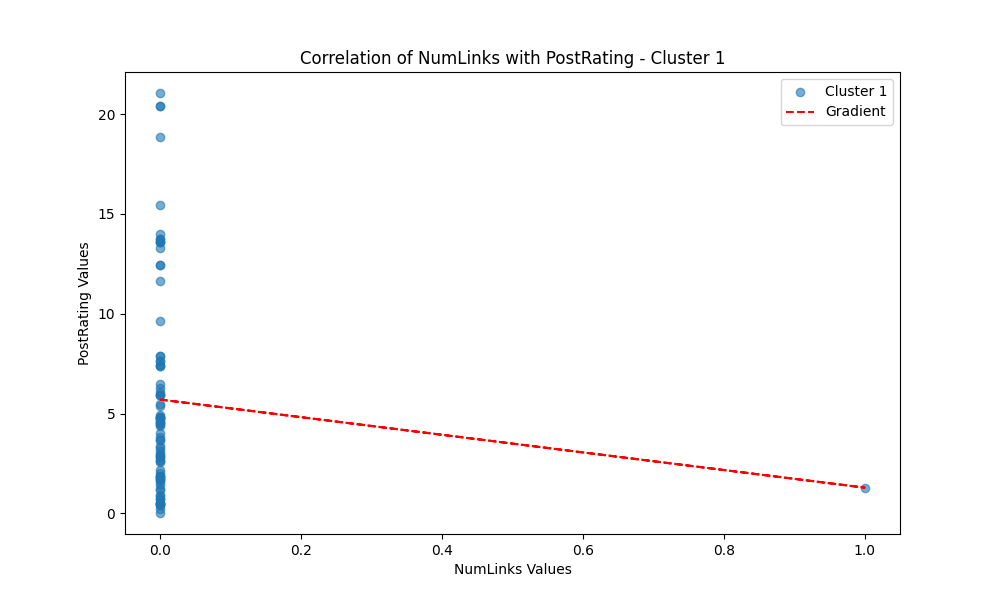 Correlation of NumLinks with PostRating - Cluster 1
Cluster 1
Gradient
PostRating Values
20
15
10
5
0
0.0
0.2
0.4
0.6
0.8
1.0
NumLinks Values